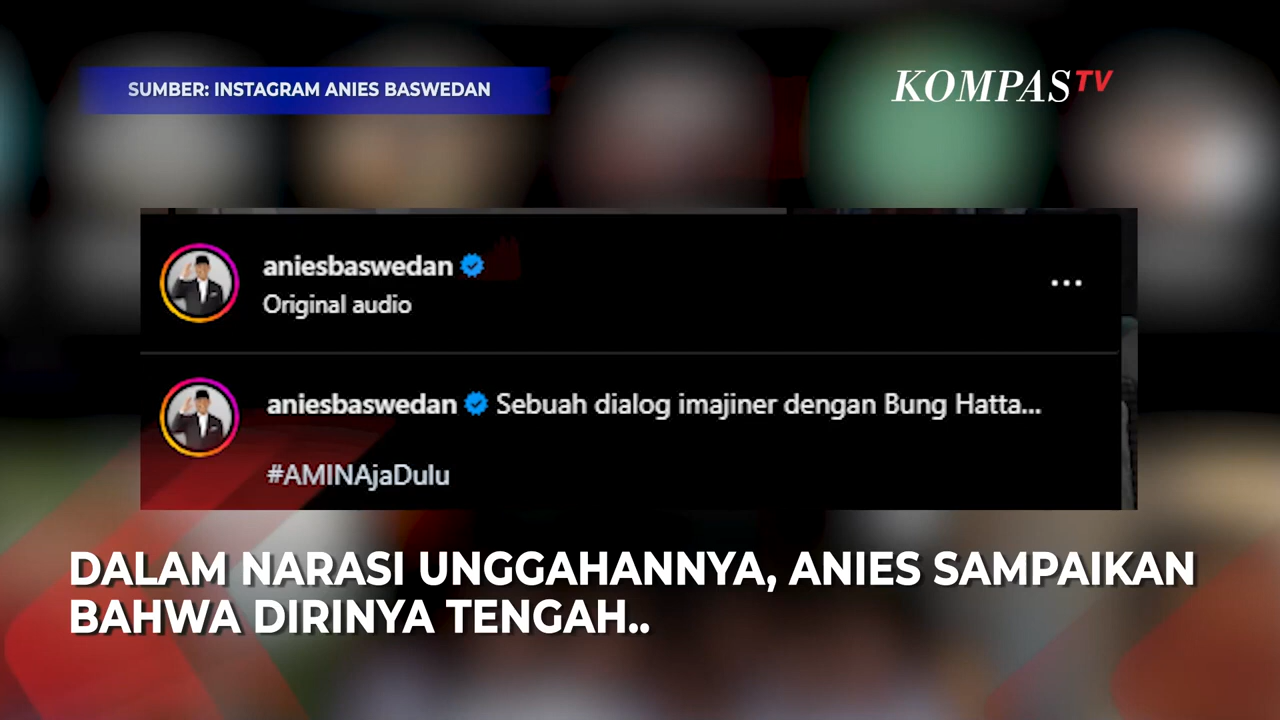 SUMBER: INSTAGRAM ANIES BASWEDAN
KOMPASTV
aniesbaswedan
Original audio
aniesbaswedan Sebuah dialog imajiner dengan Bung Hatta...
#AMINAjaDulu
DALAM NARASI UNGGAHANNYA, ANIES SAMPAIKAN
BAHWA DIRINYA TENGAH..